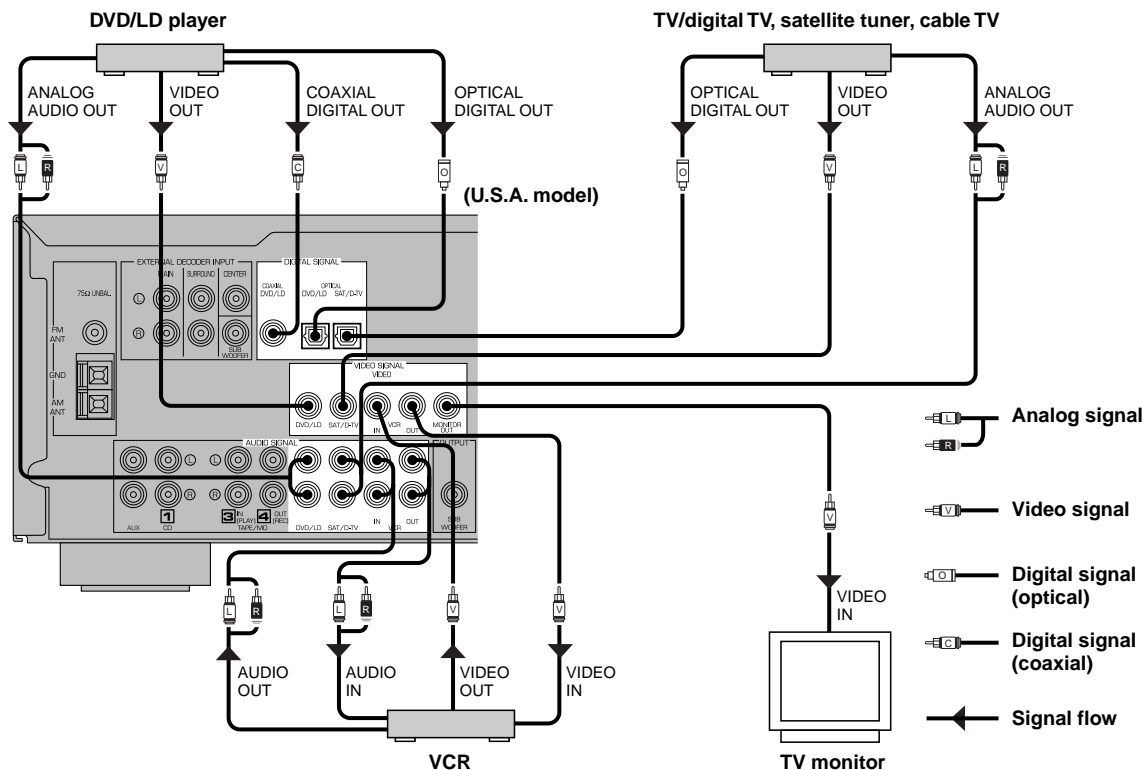 DVD/LD player
TV/digital TV, satellite tuner, cable TV
ANALOG
AUDIO OUT
VIDEO
OUT
COAXIAL
DIGITAL OUT
OPTICAL
DIGITAL OUT
OPTICAL
DIGITAL OUT
VIDEO
OUT
ANALOG
AUDIO OUT
L
R
V
C
O
O
V
L
R
(U.S.A. model)
EXTERNAL DECODER INPUT
MAIN
SURROUND
CENTER
L
R
SUB
WOOFER
75Ω UNBAL.
FM
ANT
GND
AM
ANT
DIGITAL SIGNAL
COAXIAL
DVD/LD
OPTICAL
DVD/LD
SAT/D-TV
VIDEO SIGNAL
VIDEO
DVD/LD
SAT/D-TV
IN
VCR
OUT
MONITOR
OUT
AUDIO SIGNAL
OUTPUT
L
L
R
R
AUX
1
CD
3
IN
(PLAY)
4
OUT
(REC)
TAPE/MD
DVD/LD
SAT/D-TV
IN
VCR
OUT
SUB
WOOFER
L
R
L
R
V
V
V
AUDIO
OUT
AUDIO
IN
VIDEO
OUT
VIDEO
IN
VIDEO
IN
VCR
TV monitor
L
R
Analog signal
V
Video signal
O
Digital signal
(optical)
C
Digital signal
(coaxial)
Signal flow